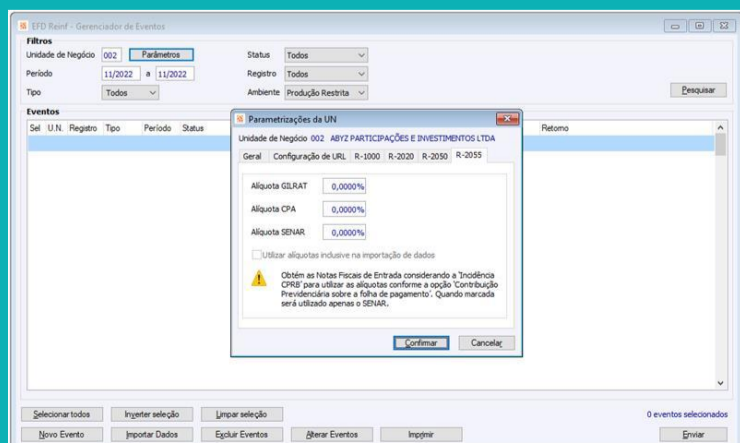 EFD Reinf - Gerenciador de Eventos
Filtros
Unidade de Negócio 002 Parâmetros Status Todos
Período 11/2022 a 11/2022 Registro Todos
Tipo Todos Ambiente Produção Restrita Pesquisar
Eventos
Sel U.N. Registro Tipo Período Status Retorno
Parametrizações da UN
Unidade de Negócio 002 ABYZ PARTICIPAÇÕES E INVESTIMENTOS LTDA
Geral Configuração de URL R-1000 R-2020 R-2050 R-2055
Alíquota GILRAT 0,0000%
Alíquota CPA 0,0000%
Alíquota SENAR 0,0000%
Utilizar alíquotas inclusive na importação de dados
Obtém as Notas Fiscais de Entrada considerando a 'Incidência
CPRB' para utilizar as alíquotas conforme a opção 'Contribuição
Previdenciária sobre a folha de pagamento'. Quando marcada
será utilizado apenas o SENAR.
Confirmar Cancelar
Selecionar todos Inverter seleção Limpar seleção 0 eventos selecionados
Novo Evento Importar Dados Excluir Eventos Alterar Eventos Imprimir Enviar